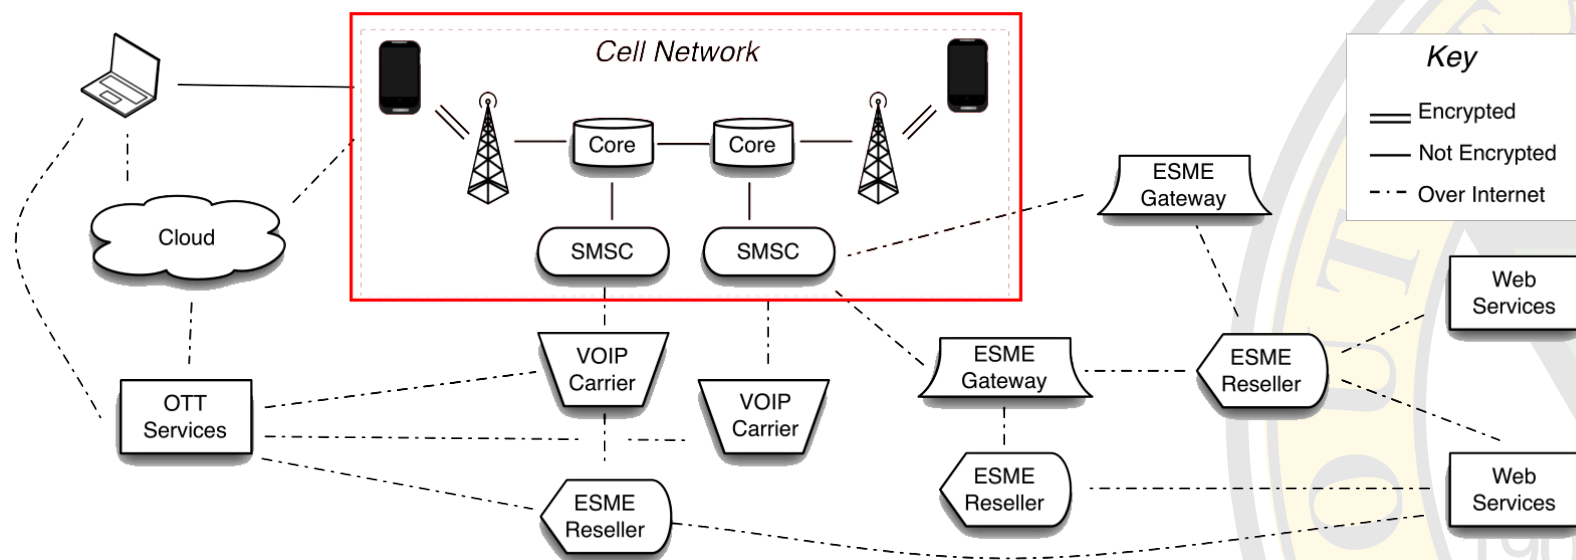 Cell Network
Key
Encrypted
Not Encrypted
Over Internet
Core
Core
ESME
Gateway
Cloud
SMSC
SMSC
Web
Services
VOIP
Carrier
ESME
Gateway
ESME
Reseller
OTT
Services
VOIP
Carrier
ESME
Reseller
ESME
Reseller
Web
Services